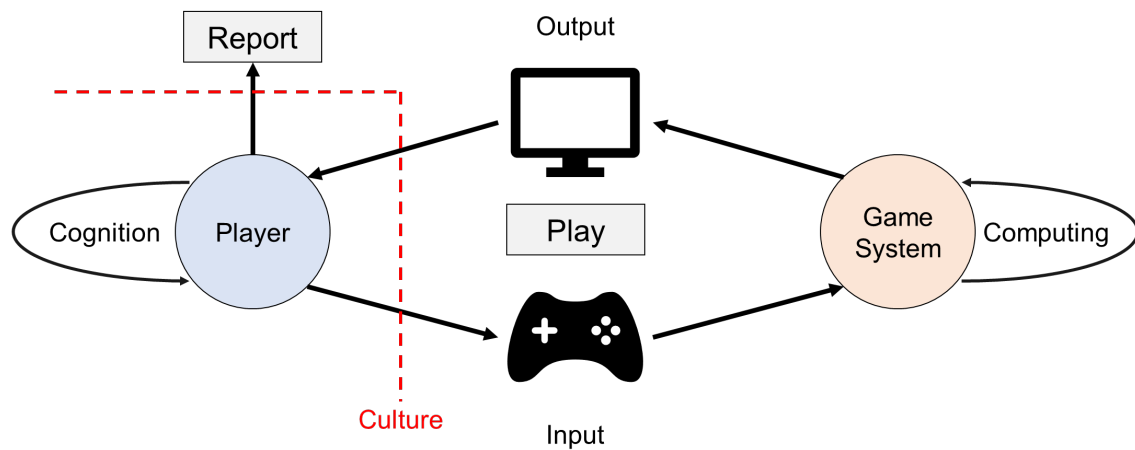 Report
Output
Cognition
Player
Play
Game
System
Computing
Culture
Input